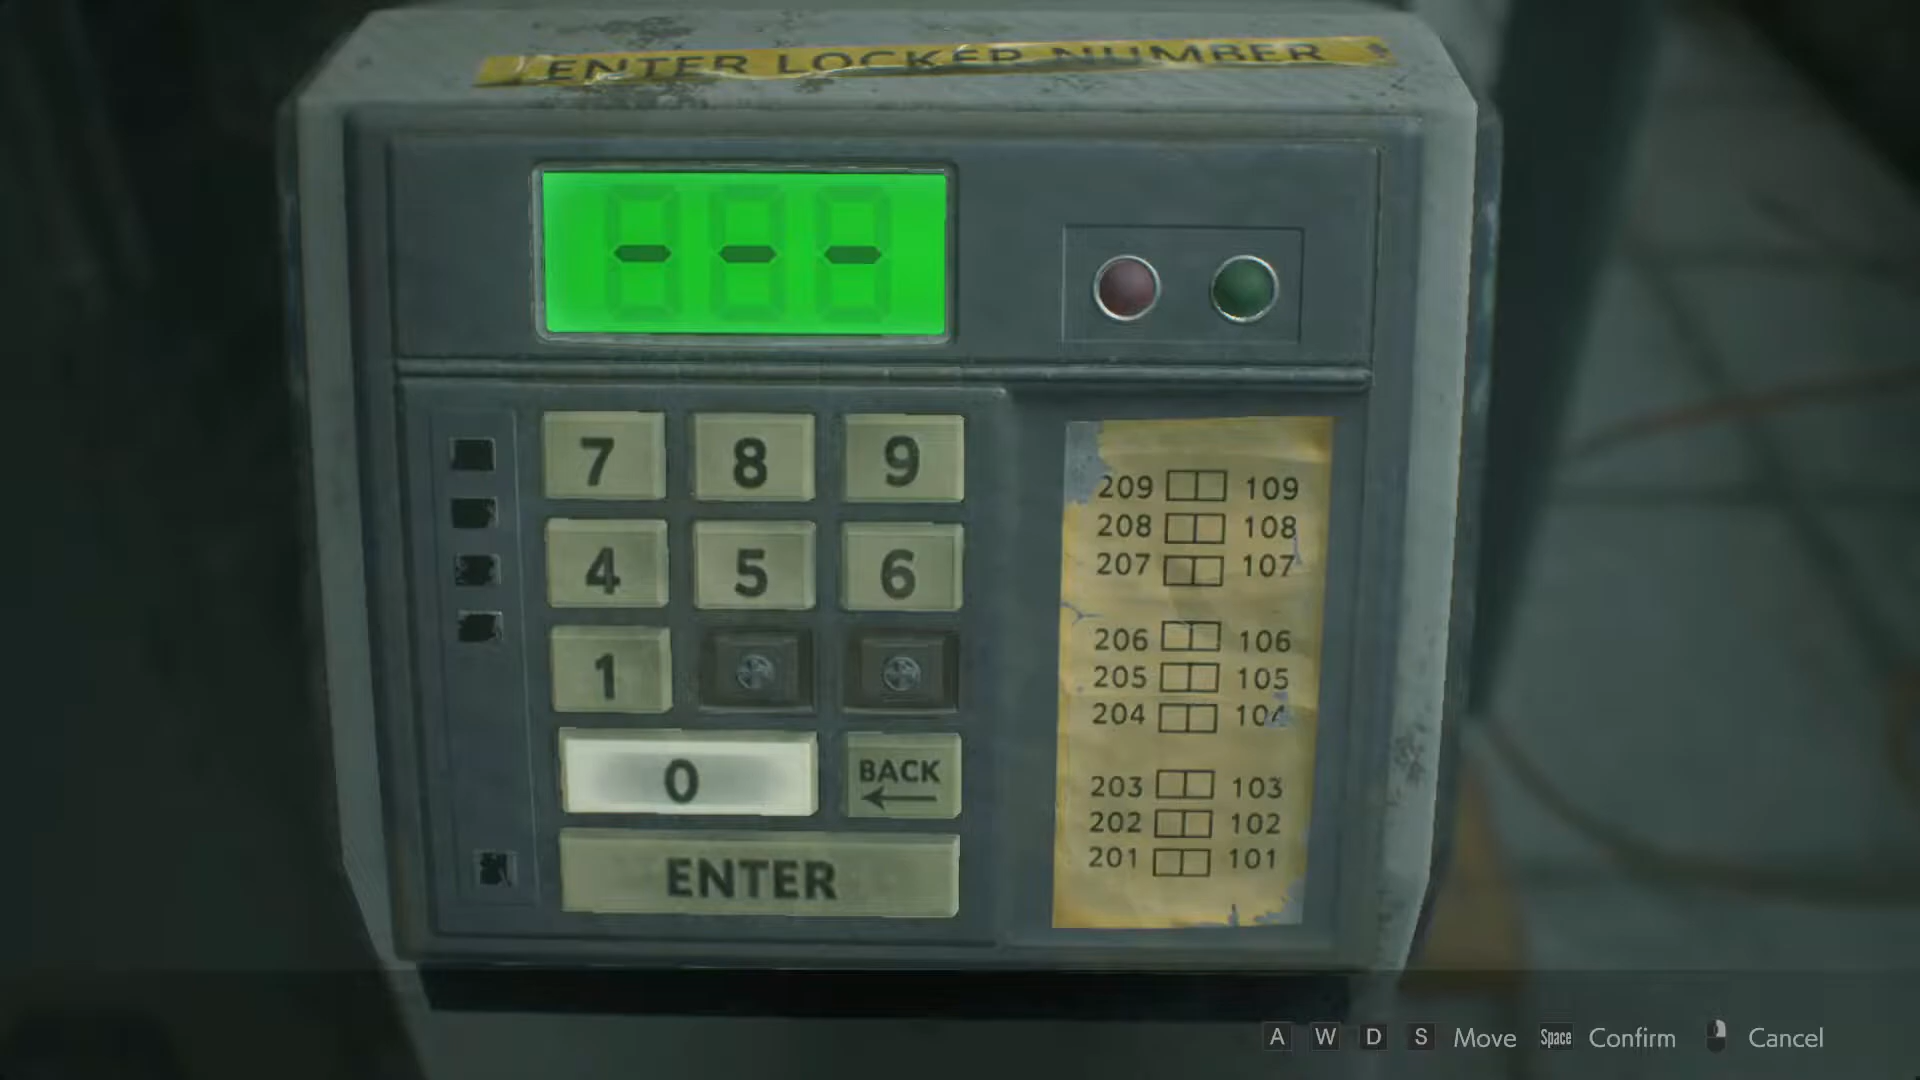 ENTER LOCKER NUMBER
7 8 9
4 5 6
1
0 BACK
ENTER
209 109
208 108
207 107
206 106
205 105
204 104
203 103
202 102
201 101
A W D S Move Space Confirm Cancel